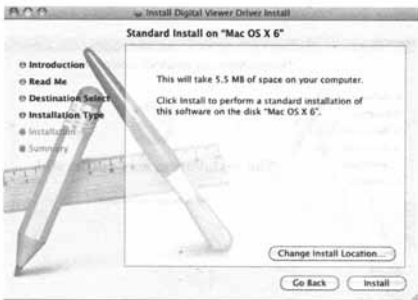 Install Digital Viewer Driver Install
Standard Install on "Mac OS X 6"
Introduction
Read Me
Destination Select
Installation Type
Installation
Summary
This will take 5.5 MB of space on your computer.
Click Install to perform a standard installation of
this software on the disk "Mac OS X 6".
Change Install Location...
Go Back
Install